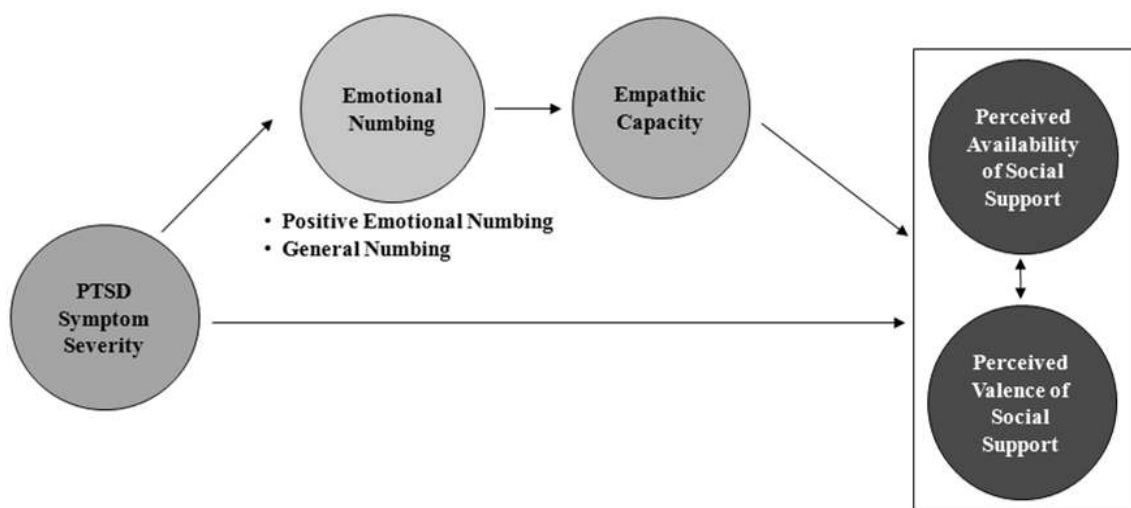 Emotional
Numbing
Empathic
Capacity
• Positive Emotional Numbing
• General Numbing
PTSD
Symptom
Severity
Perceived
Availability
of Social
Support
Perceived
Valence of
Social
Support